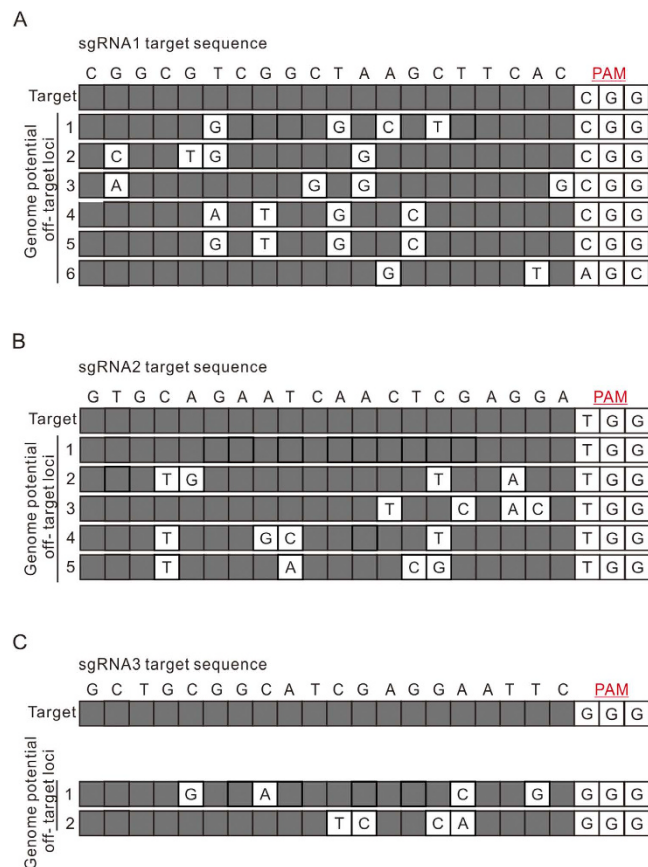 A
sgRNA1 target sequence
C G G C G T C G G C T A A G C T T C A C PAM
Target C G G
Genome potential off- target loci
1 G G C T C G G
2 C T G G C G G
3 A G G G C G G
4 A T G C C G G
5 G T G C C G G
6 G T A G C
B
sgRNA2 target sequence
G T G C A G A A T C A A C T C G A G G A PAM
Target T G G
Genome potential off- target loci
1 T G G
2 T G T A T G G
3 T C A C T G G
4 T G C T T G G
5 T A C G T G G
C
sgRNA3 target sequence
G C T G C G G C A T C G A G G A A T T C PAM
Target G G G
Genome potential off- target loci
1 G A C G G G G
2 T C C A G G G